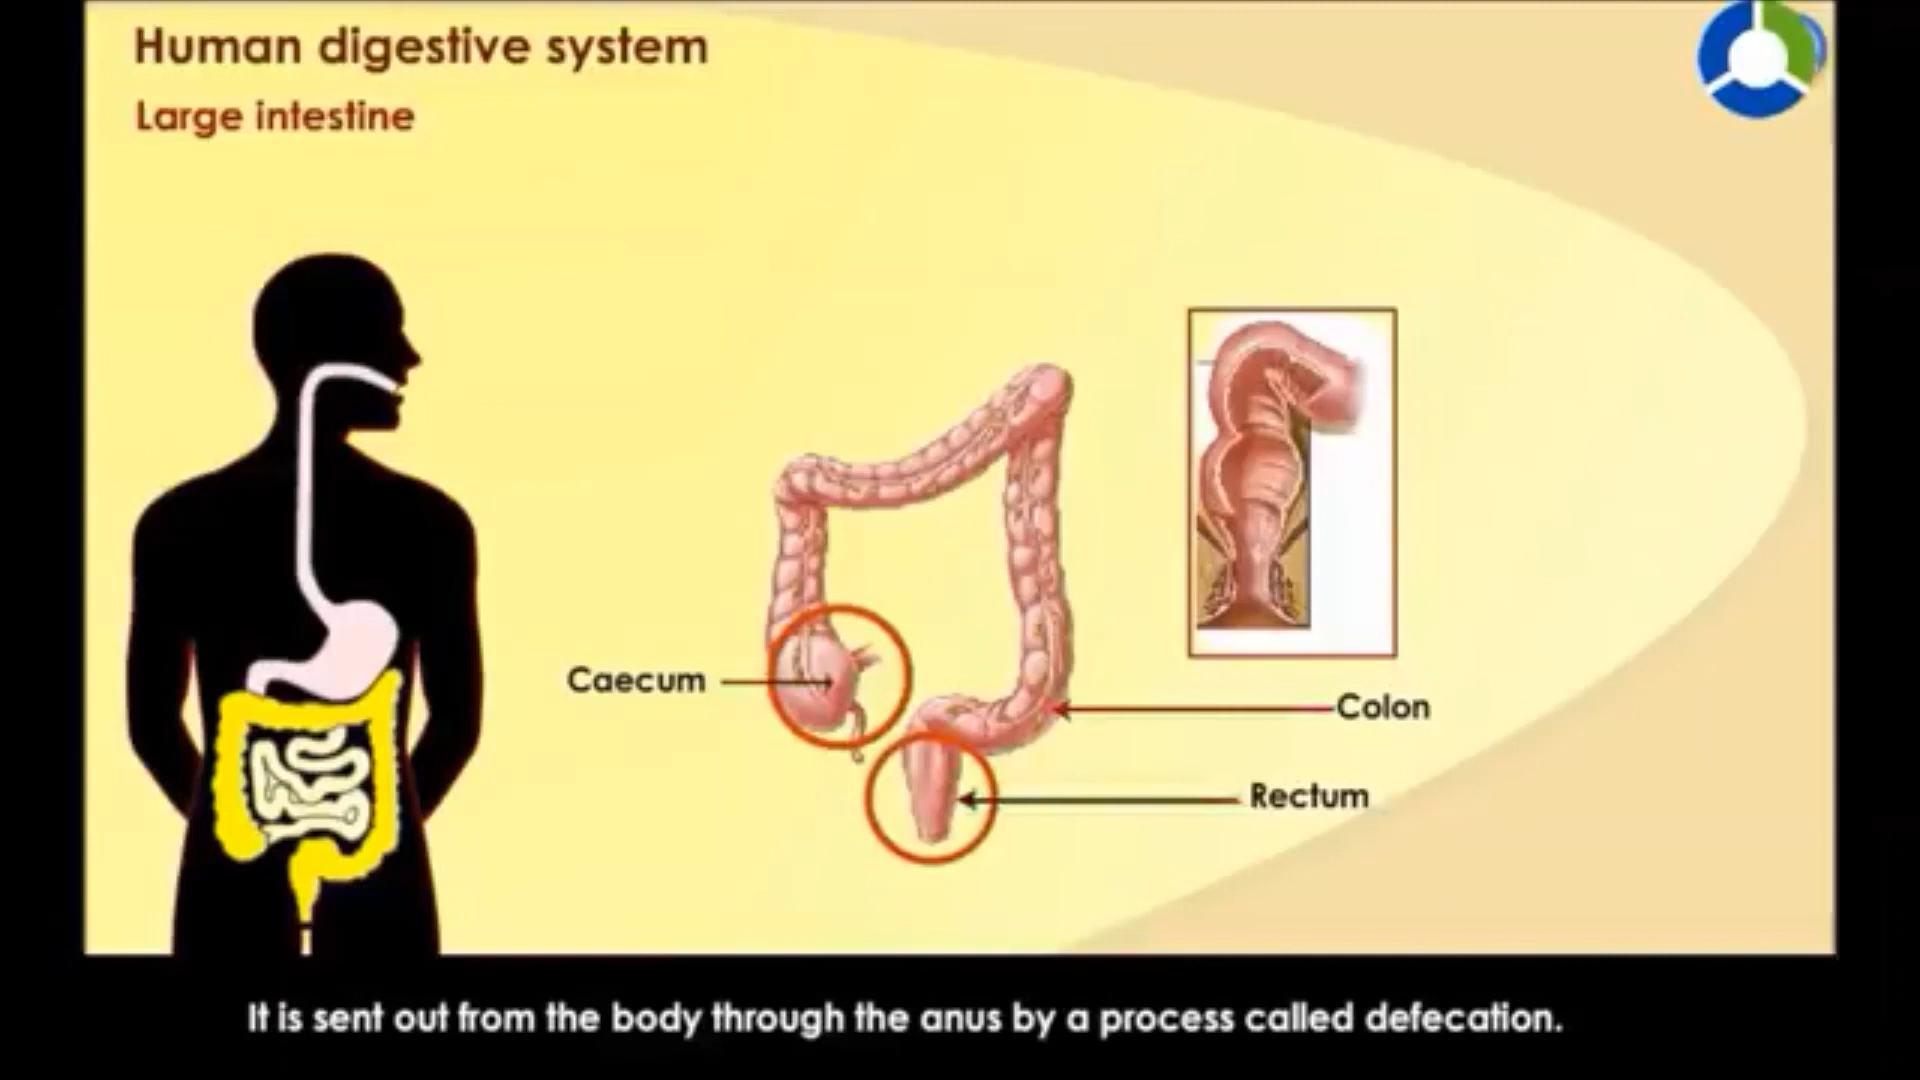 Human digestive system
Large intestine
Caecum
Colon
Rectum
It is sent out from the body through the anus by a process called defecation.